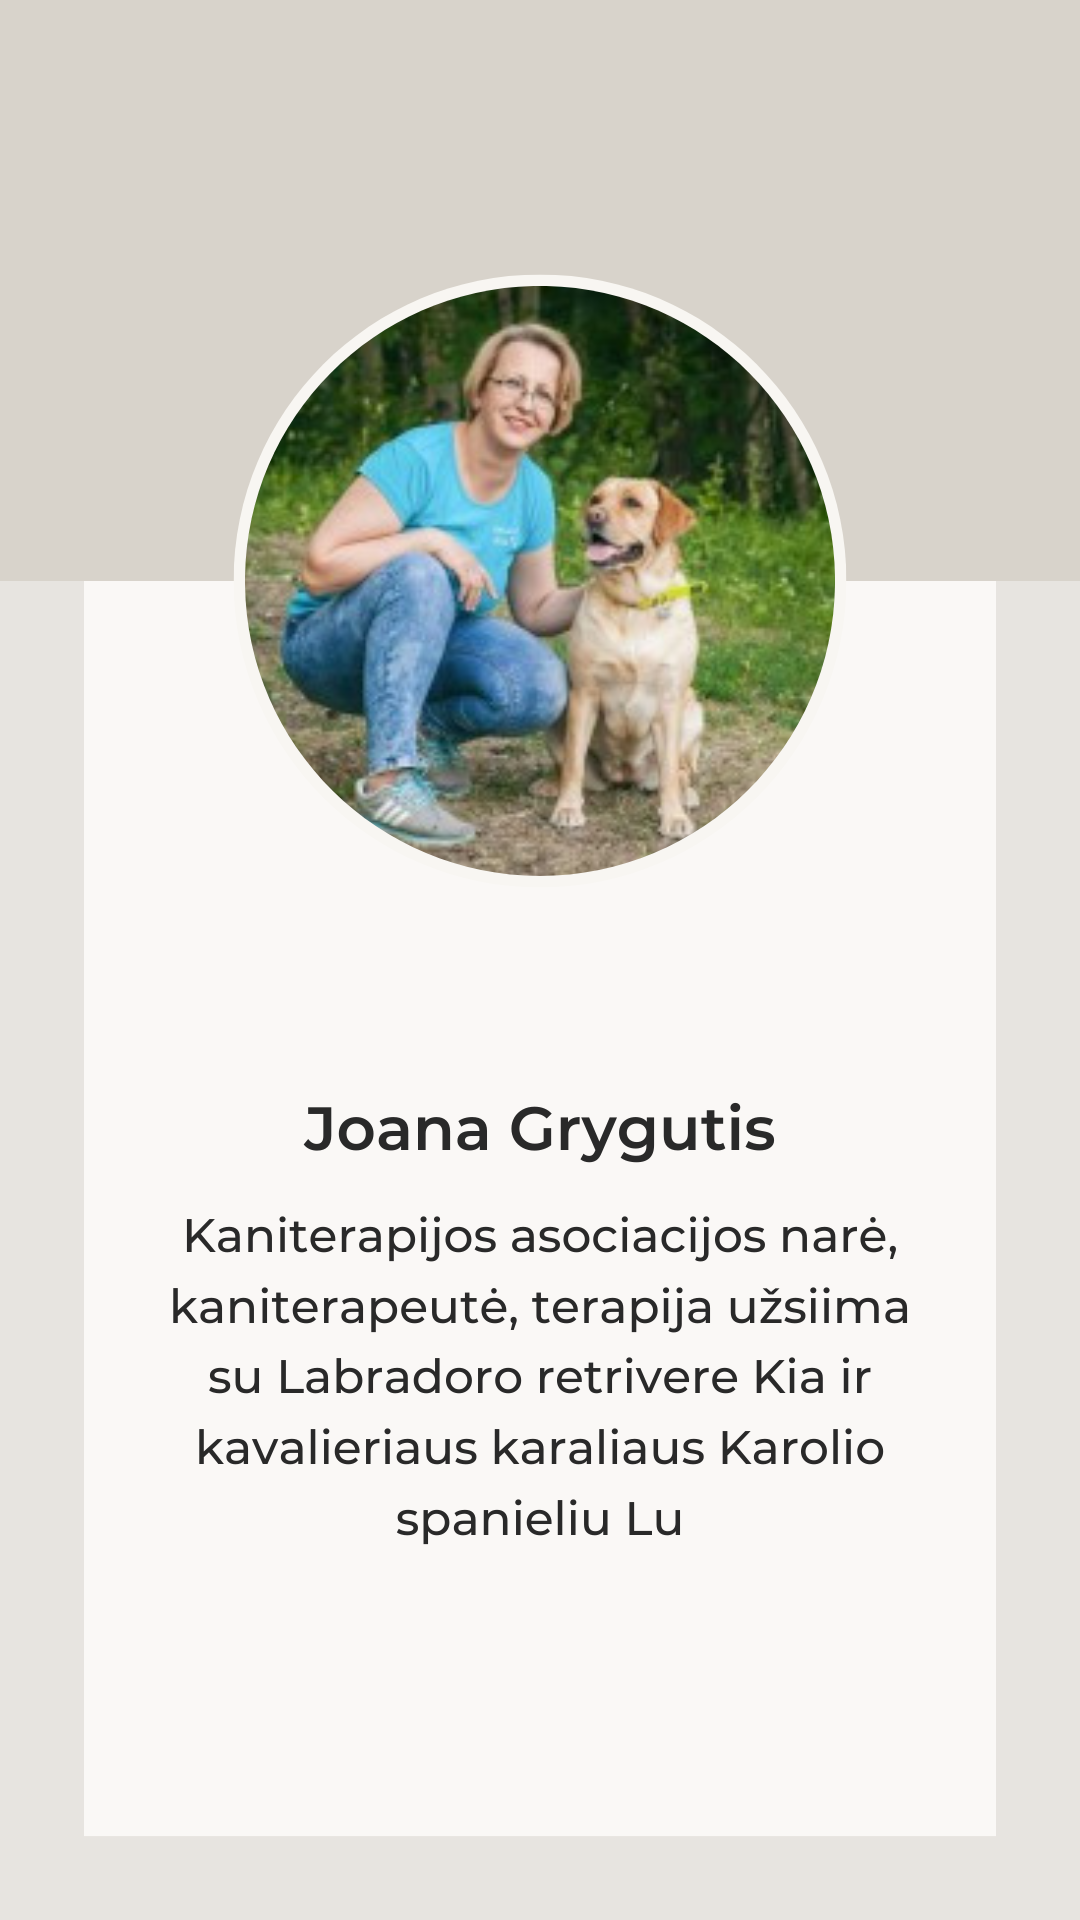 Joana Grygutis
Kaniterapijos asociacijos narė,
kaniterapeutė, terapija užsiima
su Labradoro retrivere Kia ir
kavalieriaus karaliaus Karolio
spanieliu Lu